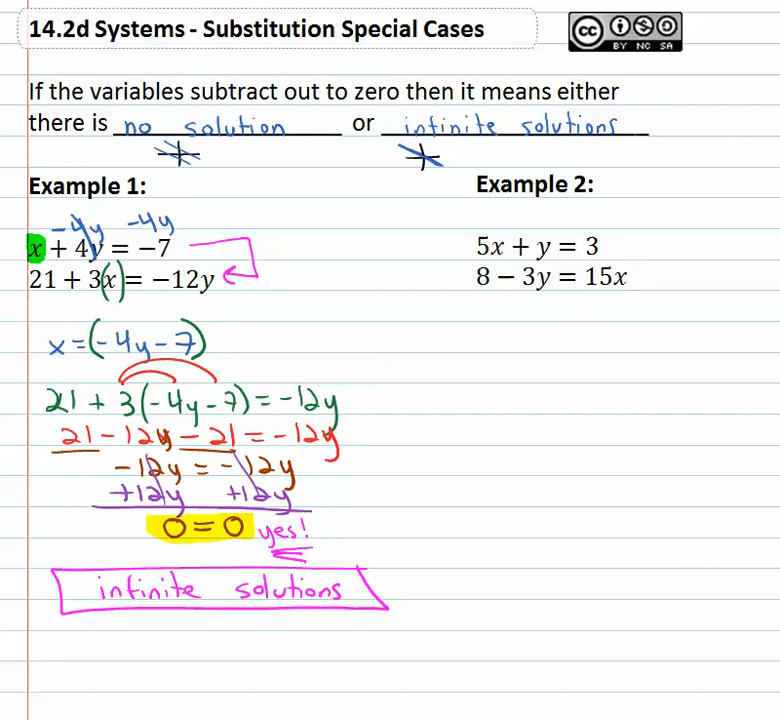 14.2d Systems - Substitution Special Cases
cc BY NC SA
If the variables subtract out to zero then it means either
there is no solution or infinite solutions
Example 1:
-4y -4y
x + 4y = −7
21 + 3(x) = −12y
x = (-4y - 7)
21 + 3(-4y - 7) = -12y
21 - 12y - 21 = -12y
-12y = -12y
+12y +12y
0 = 0 yes!
infinite solutions
Example 2:
5x + y = 3
8 − 3y = 15x